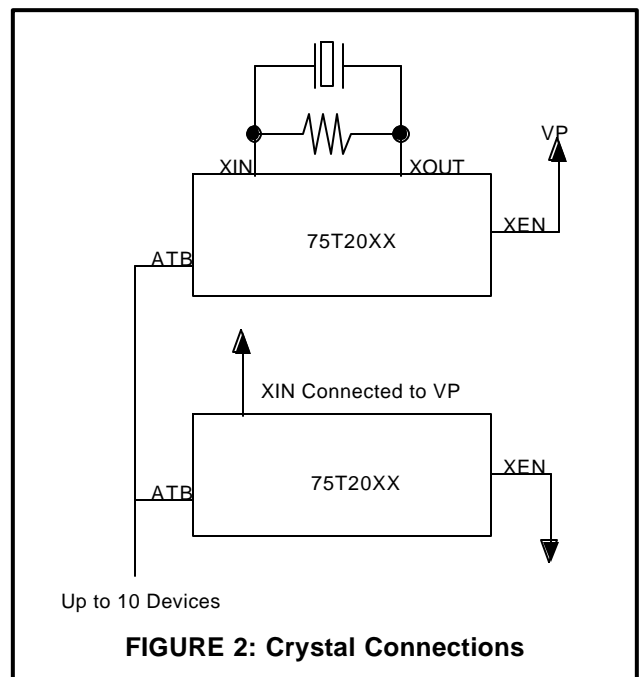 VP
XIN
XOUT
XEN
75T20XX
ATB
XIN Connected to VP
XEN
75T20XX
ATB
Up to 10 Devices
FIGURE 2: Crystal Connections